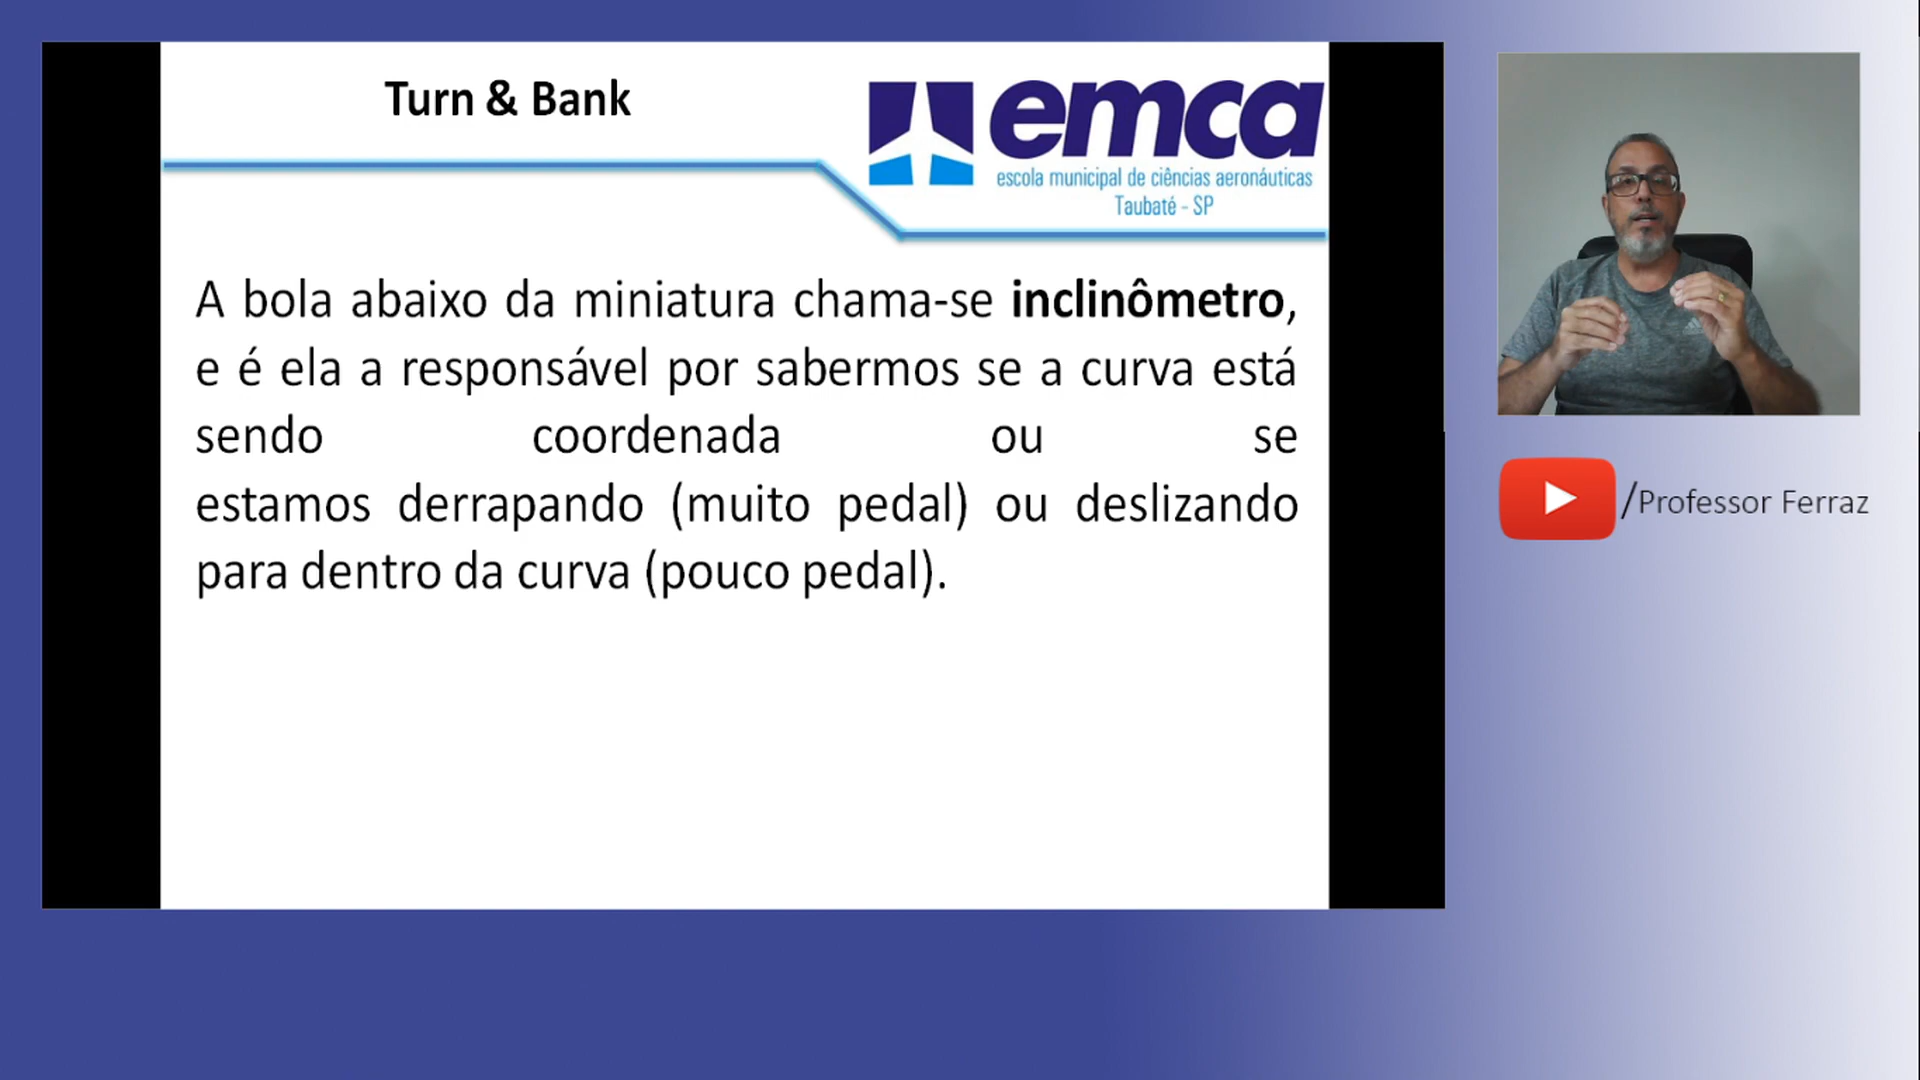 Turn & Bank
emca
escola municipal de ciências aeronáuticas
Taubaté - SP
A bola abaixo da miniatura chama-se inclinômetro,
e é ela a responsável por sabermos se a curva está
sendo coordenada ou se
estamos derrapando (muito pedal) ou deslizando
para dentro da curva (pouco pedal).
/Professor Ferraz